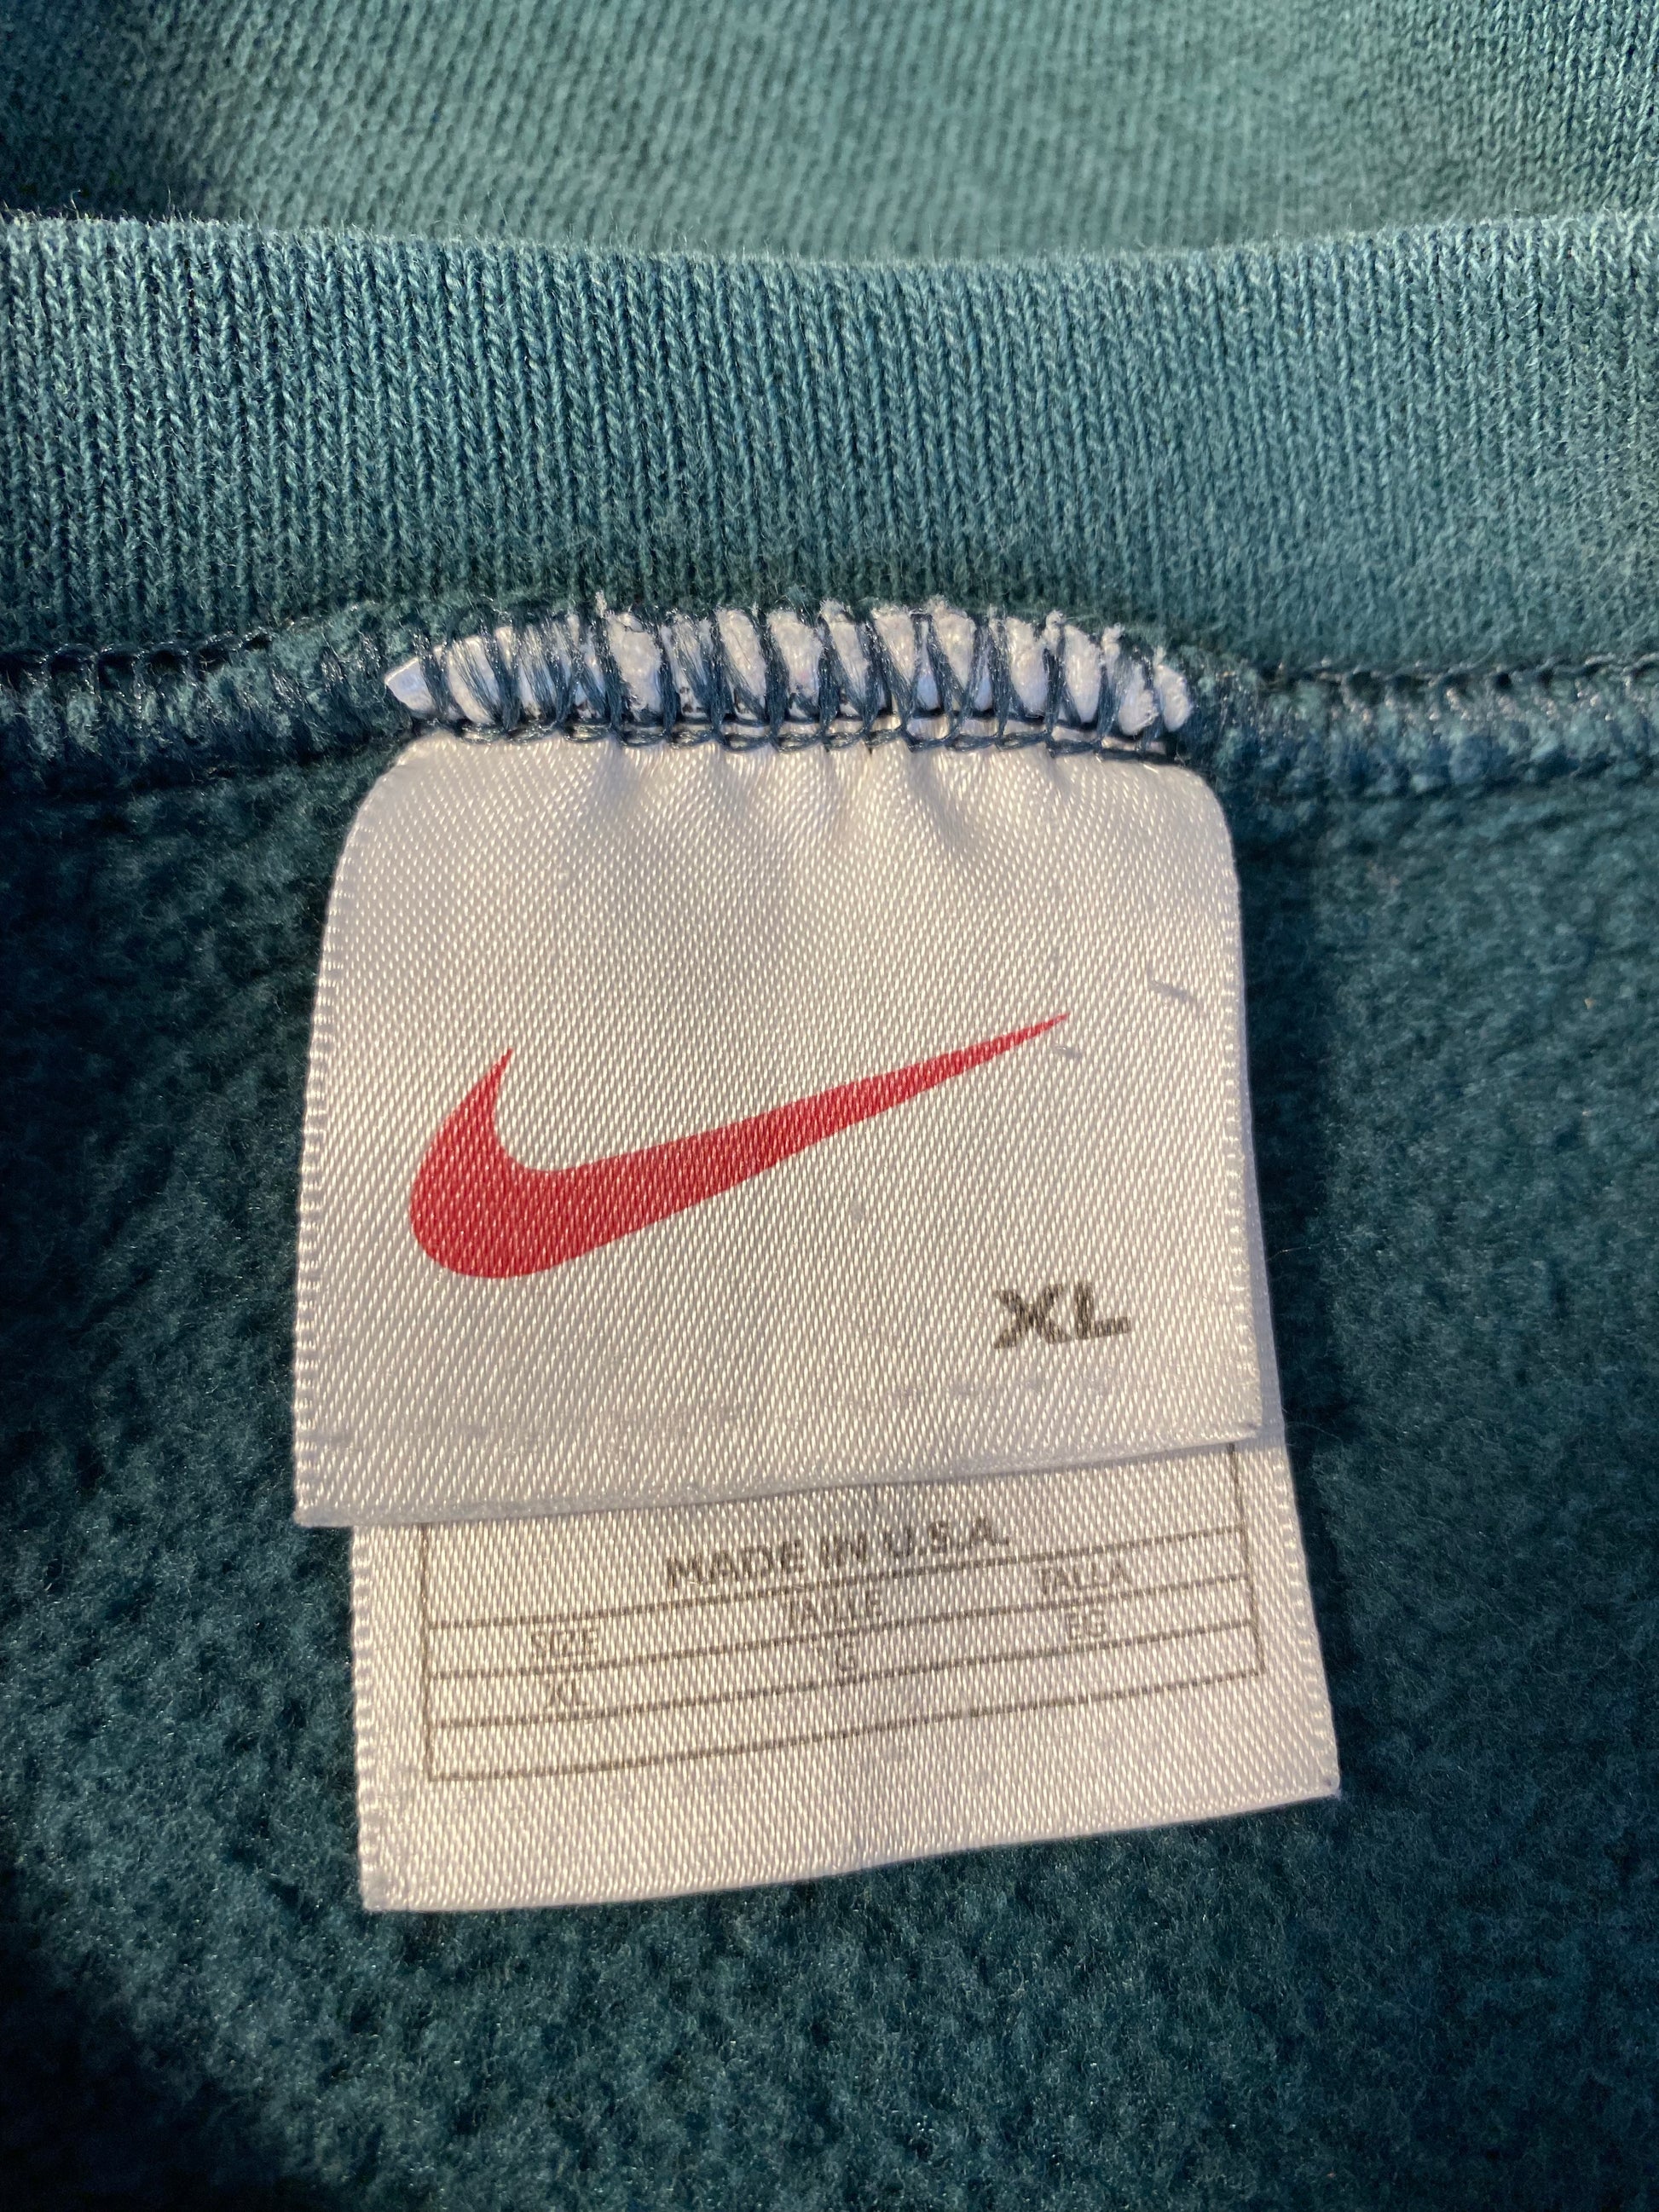 XL
MADE IN U.S.A.
SIZE TAILLE TALLA
XL EG